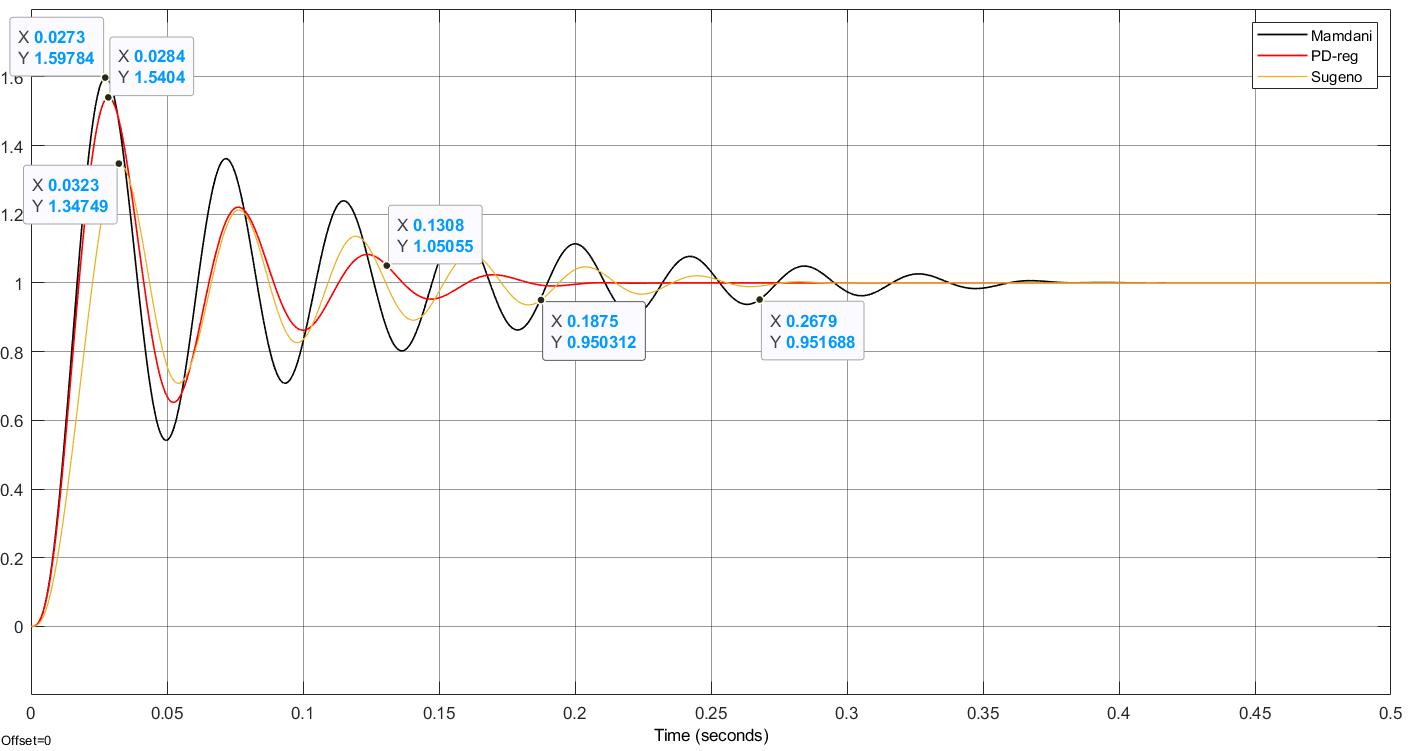 X 0.0273
Y 1.59784
X 0.0284
Y 1.5404
X 0.0323
Y 1.34749
X 0.1308
Y 1.05055
X 0.1875
Y 0.950312
X 0.2679
Y 0.951688
Mamdani
PD-reg
Sugeno
1.6
1.4
1.2
1
0.8
0.6
0.4
0.2
0
0 0.05 0.1 0.15 0.2 0.25 0.3 0.35 0.4 0.45 0.5
Time (seconds)
Offset=0